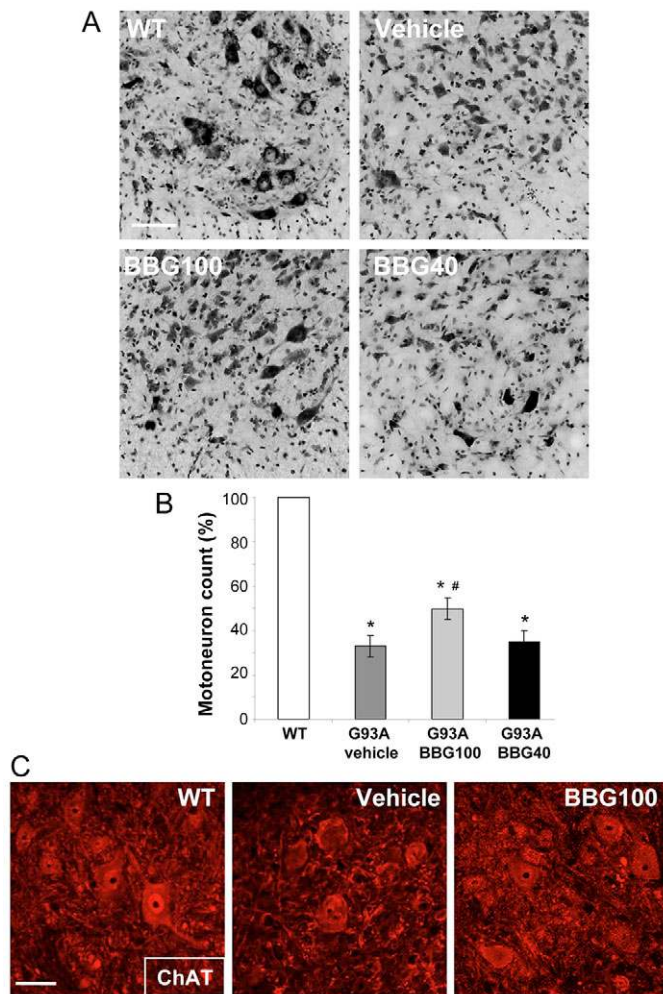 A
WT
Vehicle
BBG100
BBG40
B
Motoneuron count (%)
100
80
60
40
20
0
*
* #
*
WT
G93A
vehicle
G93A
BBG100
G93A
BBG40
C
WT
ChAT
Vehicle
BBG100